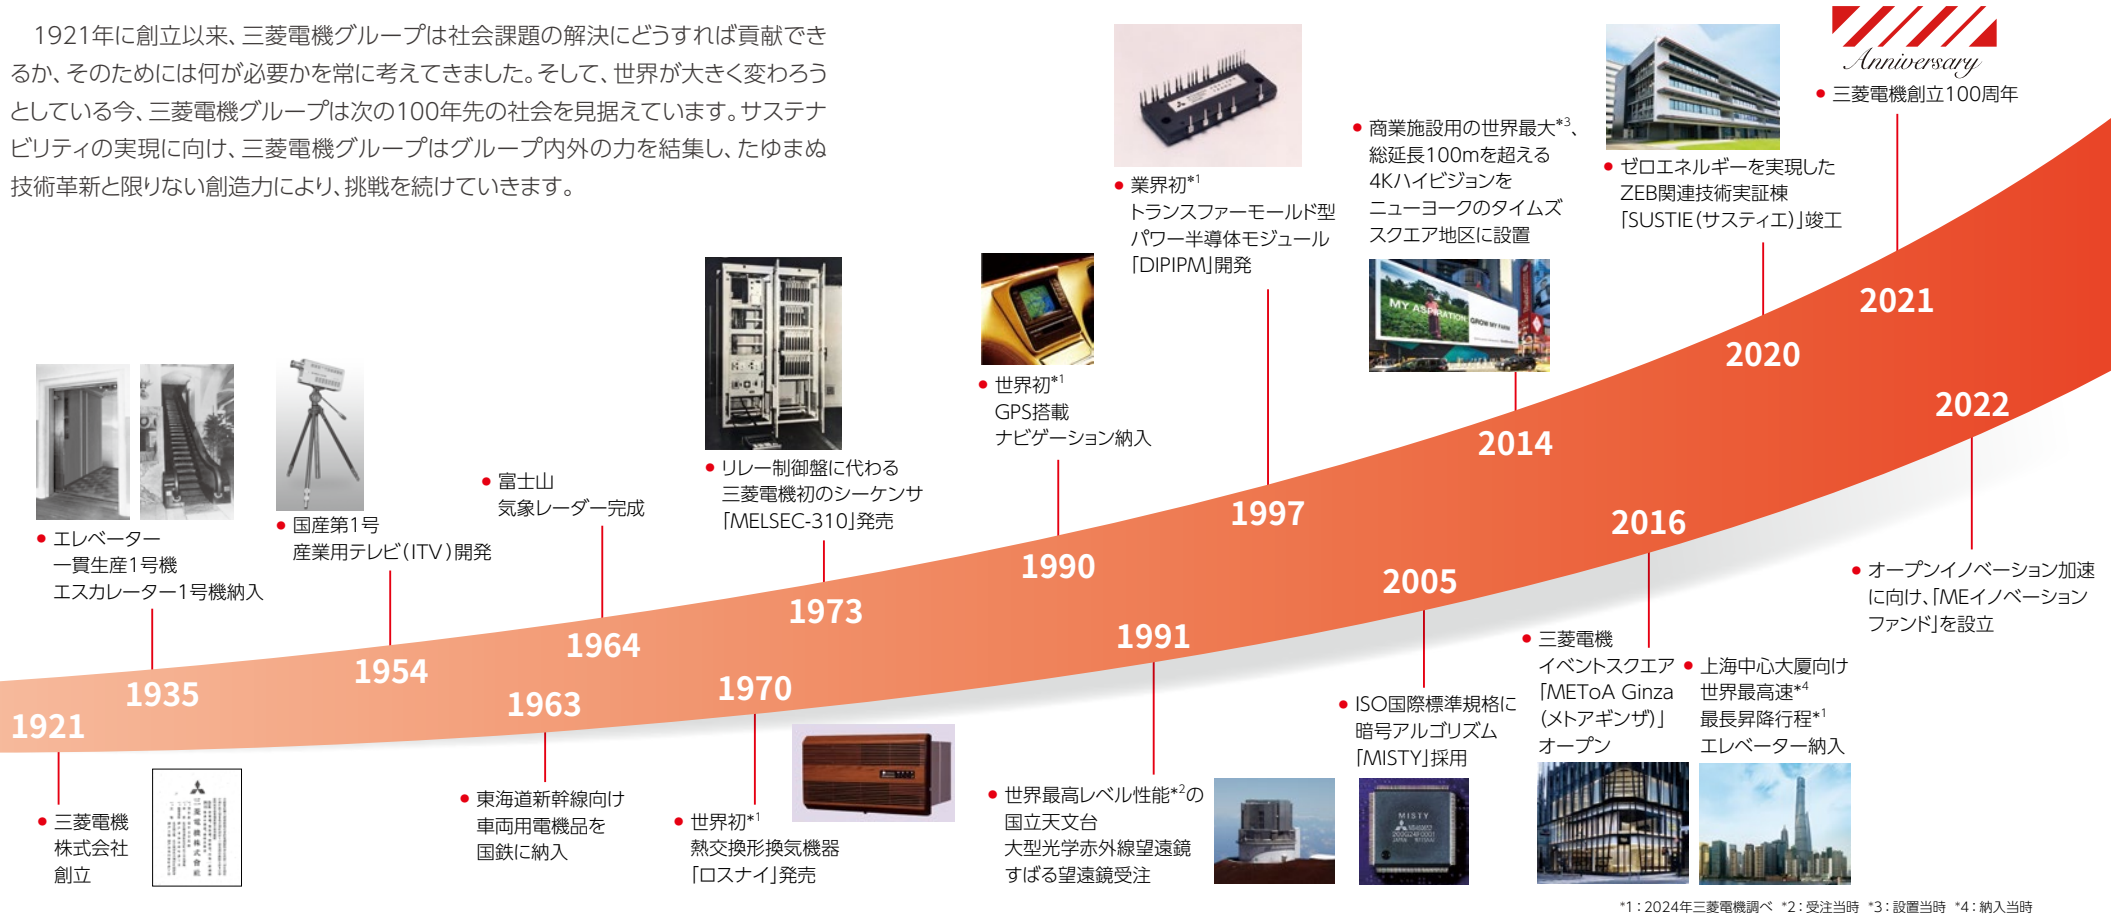 1921年に創立以来、三菱電機グループは社会課題の解決にどうすれば貢献でき
るか、そのためには何が必要かを常に考えてきました。そして、世界が大きく変わろう
としている今、三菱電機グループは次の100年先の社会を見据えています。サステナ
ビリティの実現に向け、三菱電機グループはグループ内外の力を結集し、たゆまぬ
技術革新と限りない創造力により、挑戦を続けていきます。
1921
● 三菱電機
株式会社
創立
三菱電機株式会社
1935
● エレベーター
一貫生産1号機
エスカレーター1号機納入
1954
● 国産第1号
産業用テレビ(ITV)開発
1963
● 東海道新幹線向け
車両用電機品を
国鉄に納入
1964
● 富士山
気象レーダー完成
1970
● 世界初*1
熱交換形換気機器
「ロスナイ」発売
1973
● リレー制御盤に代わる
三菱電機初のシーケンサ
「MELSEC-310」発売
1990
● 世界初*1
GPS搭載
ナビゲーション納入
1991
● 世界最高レベル性能*2の
国立天文台
大型光学赤外線望遠鏡
すばる望遠鏡受注
1997
● 業界初*1
トランスファーモールド型
パワー半導体モジュール
「DIPIPM」開発
2005
● ISO国際標準規格に
暗号アルゴリズム
「MISTY」採用
MISTY
2014
● 商業施設用の世界最大*3、
総延長100mを超える
4Kハイビジョンを
ニューヨークのタイムズ
スクエア地区に設置
MY ASPIRATION
GROW MY FARM
2016
● 三菱電機
イベントスクエア
「METoA Ginza
(メトアギンザ)」
オープン
● 上海中心大厦向け
世界最高速*4
最長昇降行程*1
エレベーター納入
2020
● ゼロエネルギーを実現した
ZEB関連技術実証棟
「SUSTIE(サスティエ)」竣工
2021
Anniversary
● 三菱電機創立100周年
2022
● オープンイノベーション加速
に向け、「MEイノベーション
ファンド」を設立
*1:2024年三菱電機調べ *2:受注当時 *3:設置当時 *4:納入当時